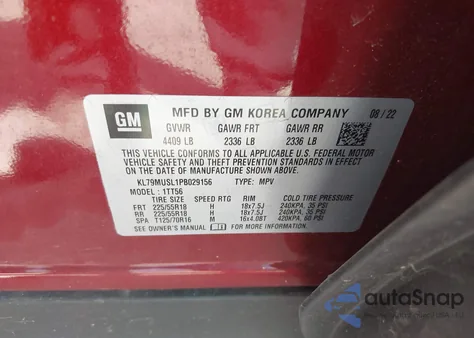 GM MFD BY GM KOREA COMPANY 08/22
GVWR GAWR FRT GAWR RR
4409 LB 2336 LB 2336 LB
THIS VEHICLE CONFORMS TO ALL APPLICABLE U.S. FEDERAL MOTOR
VEHICLE SAFETY AND THEFT PREVENTION STANDARDS IN EFFECT
ON THE DATE OF MANUFACTURE SHOWN ABOVE.
KL79MUSL1PB029156 TYPE: MPV
MODEL : 1TT56
TIRE SIZE SPEED RTG RIM COLD TIRE PRESSURE
FRT 225/55R18 H 18x7.5J 240KPA, 35 PSI
RR 225/55R18 H 18x7.5J 240KPA, 35 PSI
SPA T125/70R16 M 16x4.0BT 420KPA, 60 PSI
SEE OWNER'S MANUAL FOR MORE INFORMATION
autoSnap